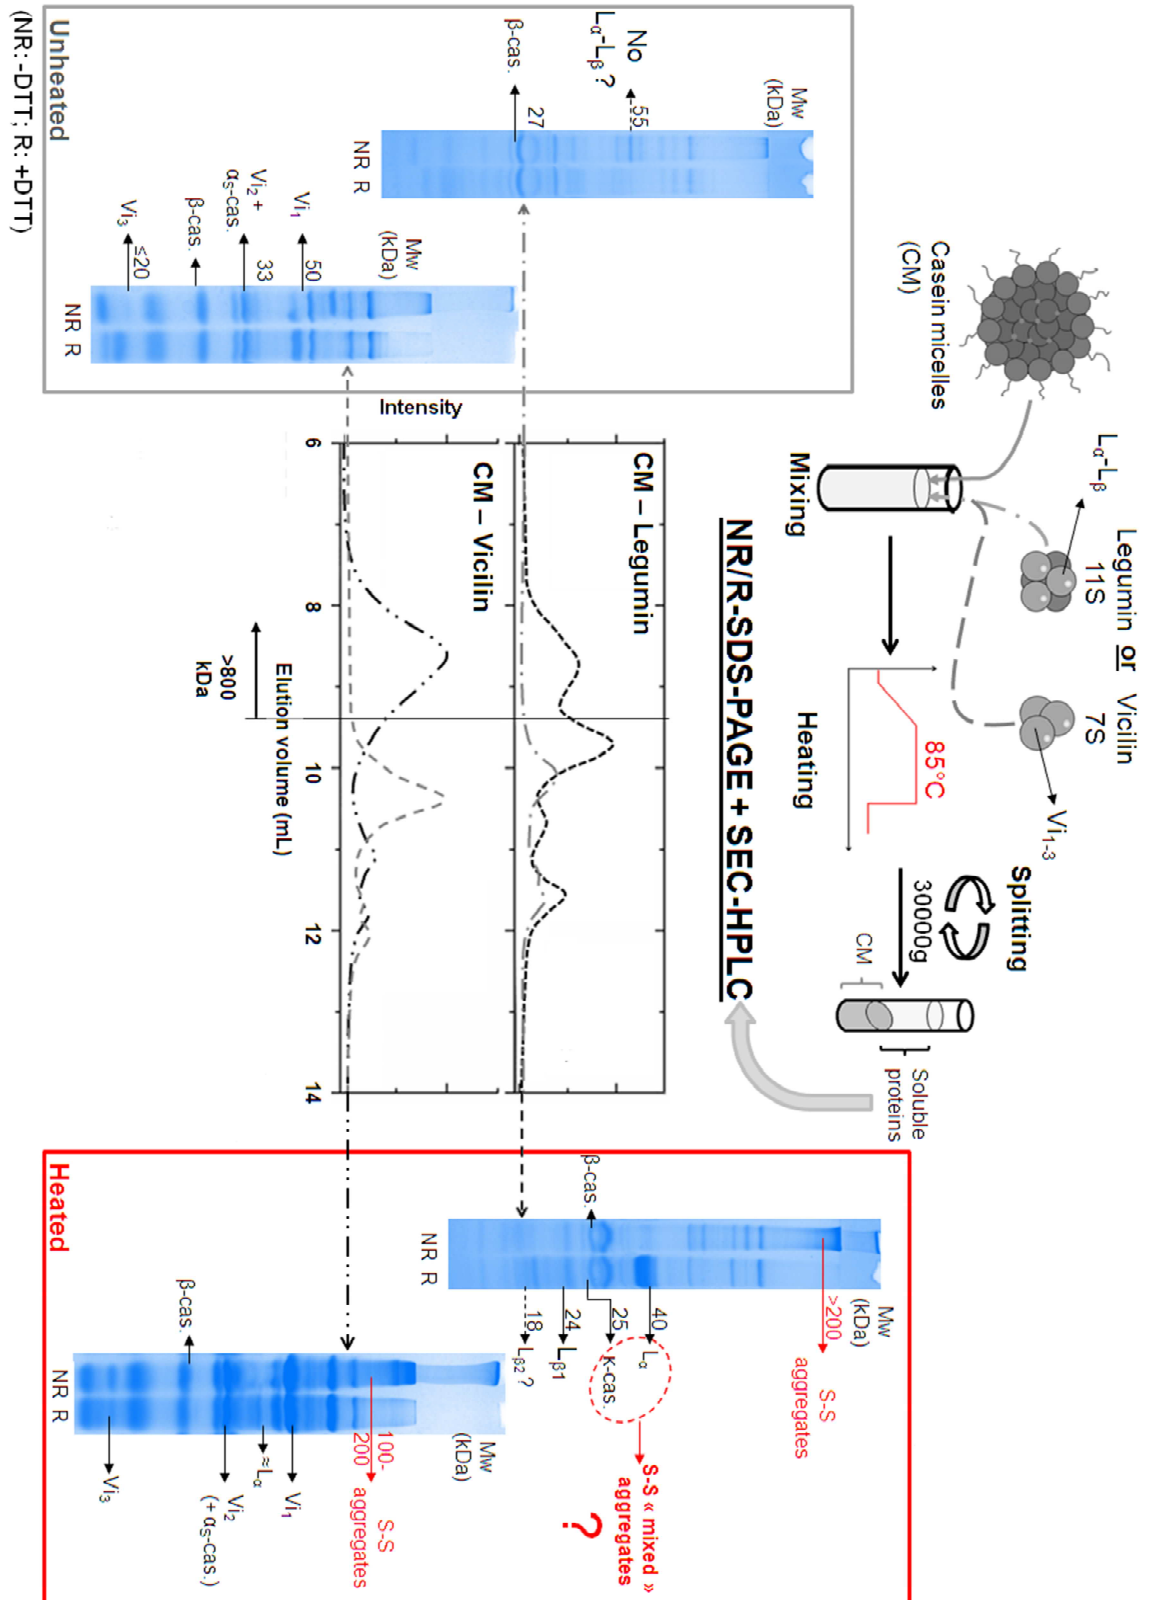 Legumin or Vicilin
11S
7S
Lα-Lβ
Vi1-3
Casein micelles
(CM)
Mixing
Heating
85°C
Splitting
30000g
CM
Soluble
proteins
NR/R-SDS-PAGE + SEC-HPLC
Unheated
(NR: -DTT; R: +DTT)
Mw
(kDa)
55
No
Lα-Lβ ?
27
β-cas.
NR R
Mw
(kDa)
50
Vi1
33
Vi2 +
αS-cas.
β-cas.
≤20
Vi3
NR R
CM – Legumin
CM – Vicilin
Intensity
6
8
10
12
14
Elution volume (mL)
>800
kDa
Heated
Mw
(kDa)
>200
S-S
aggregates
40
Lα
25
κ-cas.
24
Lβ1
18
Lβ2 ?
β-cas.
NR R
S-S « mixed »
aggregates
?
Mw
(kDa)
100-
200
S-S
aggregates
Vi1
≈Lα
Vi2
(+ αS-cas.)
β-cas.
Vi3
NR R